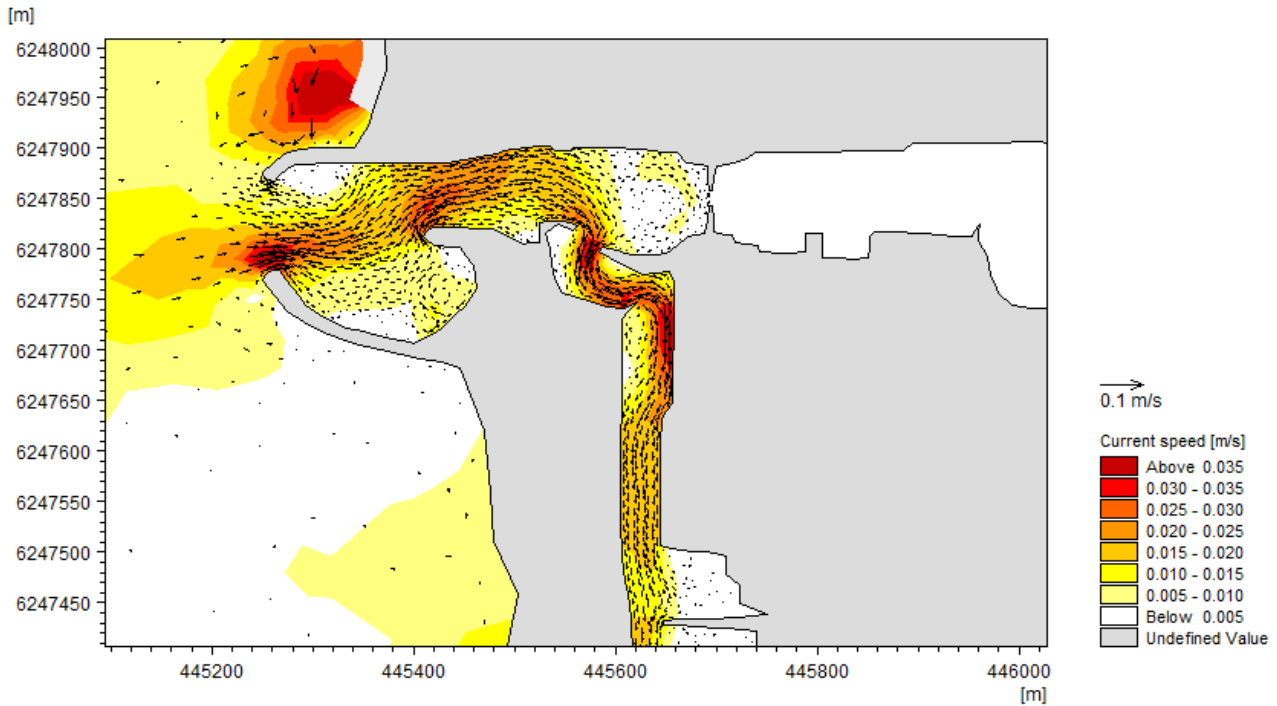 [m]
6248000
6247950
6247900
6247850
6247800
6247750
6247700
6247650
6247600
6247550
6247500
6247450
445200 445400 445600 445800 446000
[m]
0.1 m/s
Current speed [m/s]
Above 0.035
0.030 - 0.035
0.025 - 0.030
0.020 - 0.025
0.015 - 0.020
0.010 - 0.015
0.005 - 0.010
Below 0.005
Undefined Value